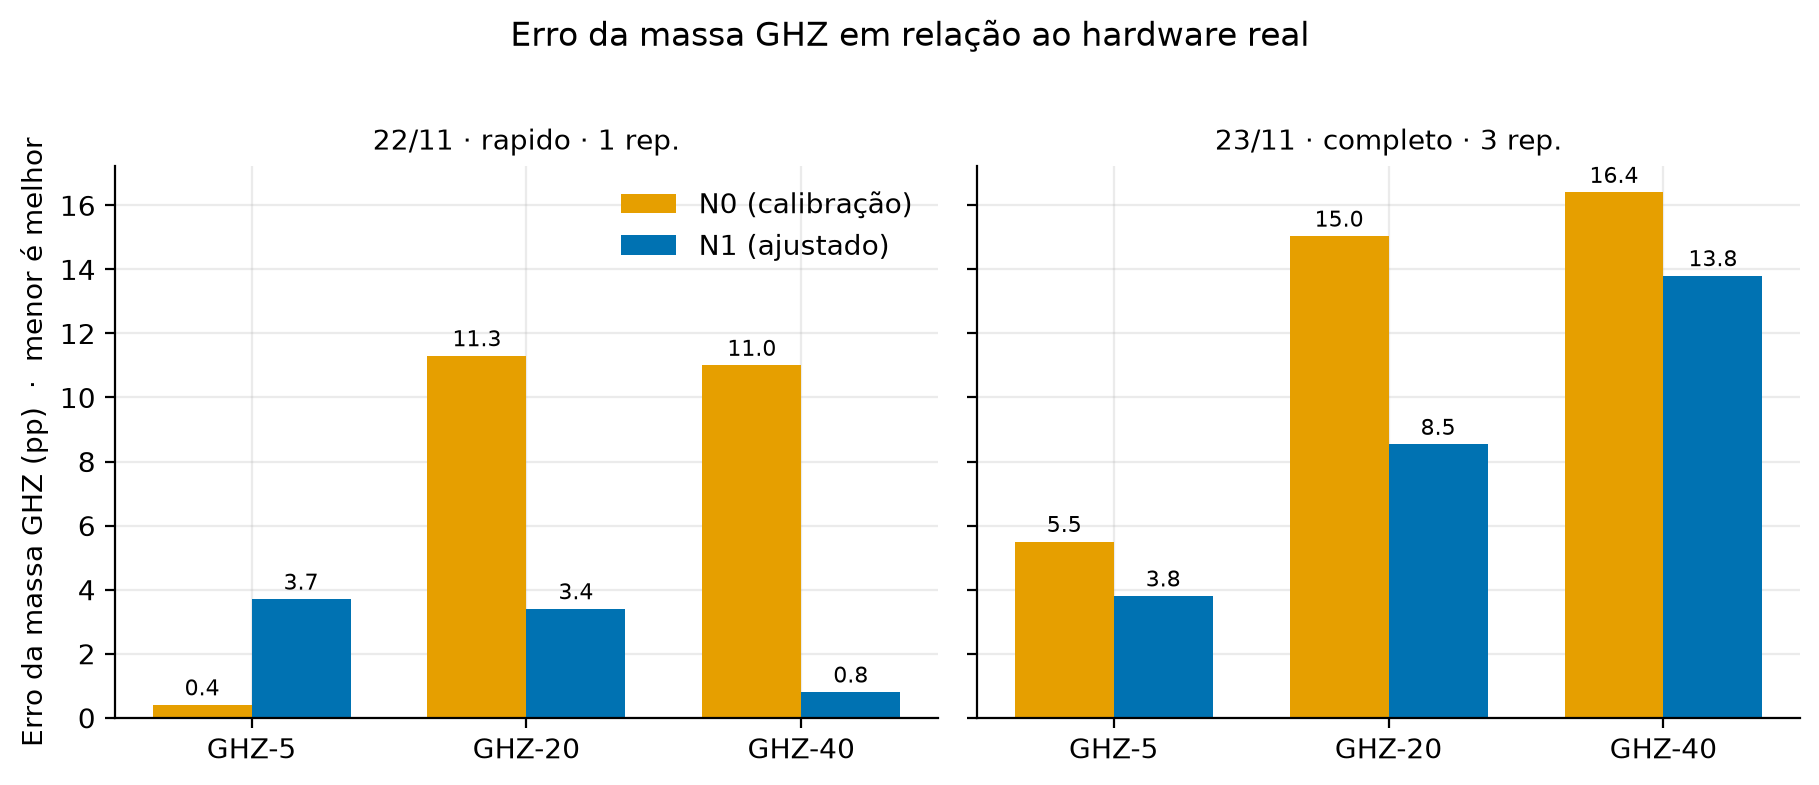 Erro da massa GHZ em relação ao hardware real
22/11 · rapido · 1 rep.
Erro da massa GHZ (pp)  ·  menor é melhor
16
14
12
10
8
6
4
2
0
N0 (calibração)
N1 (ajustado)
0.4
3.7
11.3
3.4
11.0
0.8
GHZ-5
GHZ-20
GHZ-40
23/11 · completo · 3 rep.
5.5
3.8
15.0
8.5
16.4
13.8
GHZ-5
GHZ-20
GHZ-40